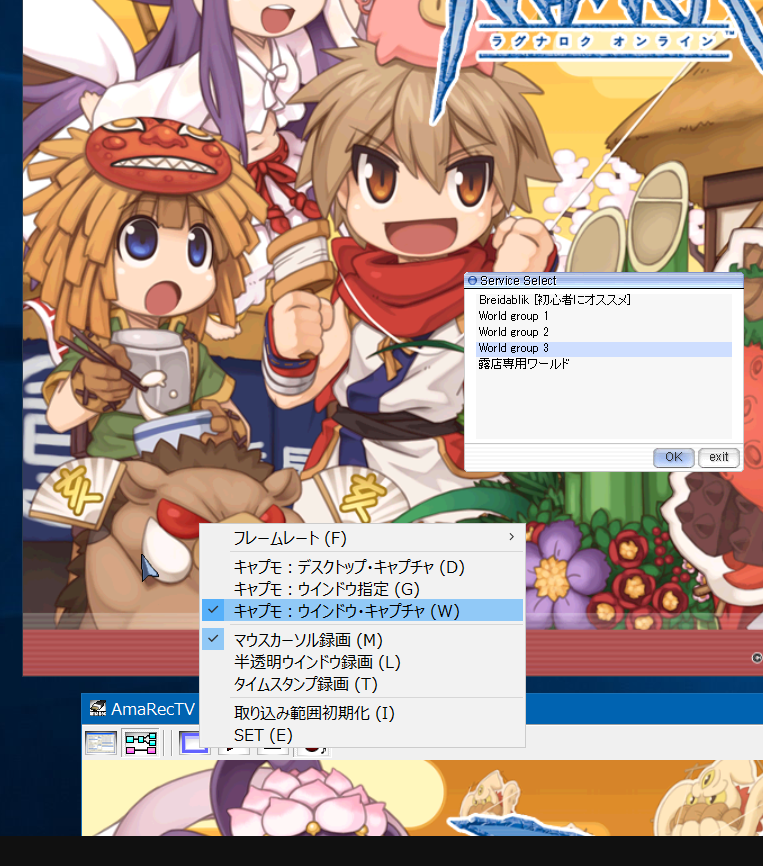 ラグナロク オンライン ™
Service Select
Breidablik [初心者にオススメ]
World group 1
World group 2
World group 3
露店専用ワールド
OK
exit
フレームレート (F)
キャプモ : デスクトップ・キャプチャ (D)
キャプモ : ウインドウ指定 (G)
キャプモ : ウインドウ・キャプチャ (W)
マウスカーソル録画 (M)
半透明ウインドウ録画 (L)
タイムスタンプ録画 (T)
取り込み範囲初期化 (I)
SET (E)
AmaRecTV